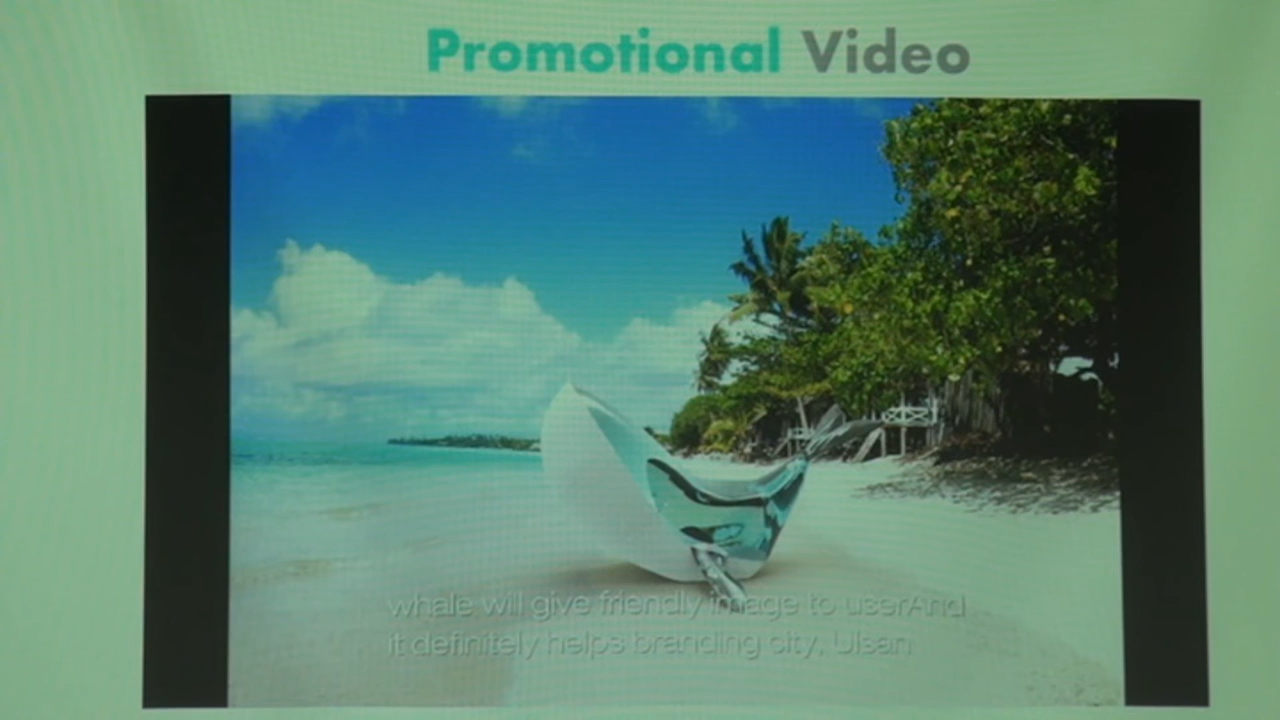 Promotional Video
whale will give friendly image to userAnd
it definitely helps branding city, Ulsan